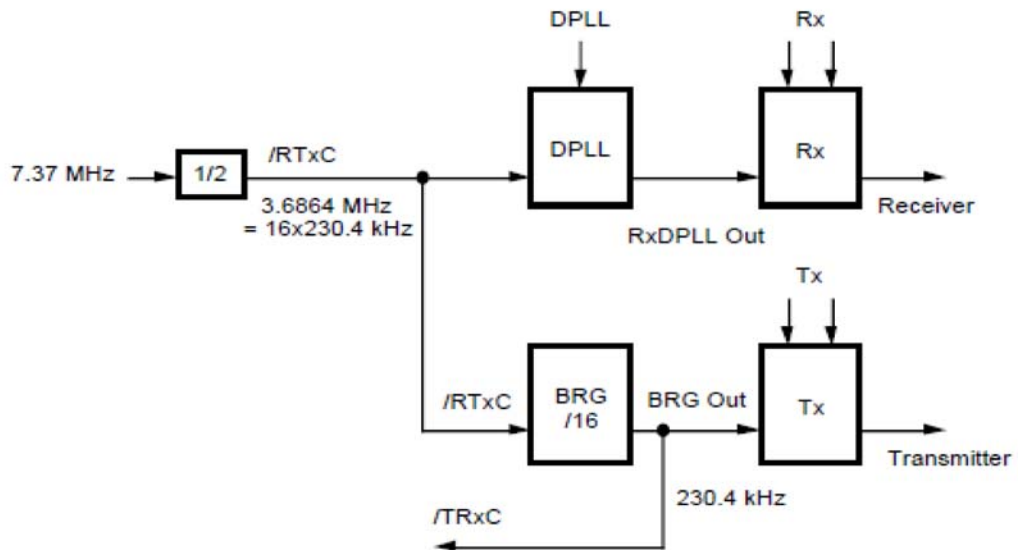 DPLL
Rx
7.37 MHz
1/2
/RTxC
3.6864 MHz
= 16x230.4 kHz
DPLL
Rx
RxDPLL Out
Receiver
Tx
/RTxC
BRG
/16
BRG Out
Tx
Transmitter
230.4 kHz
/TRxC